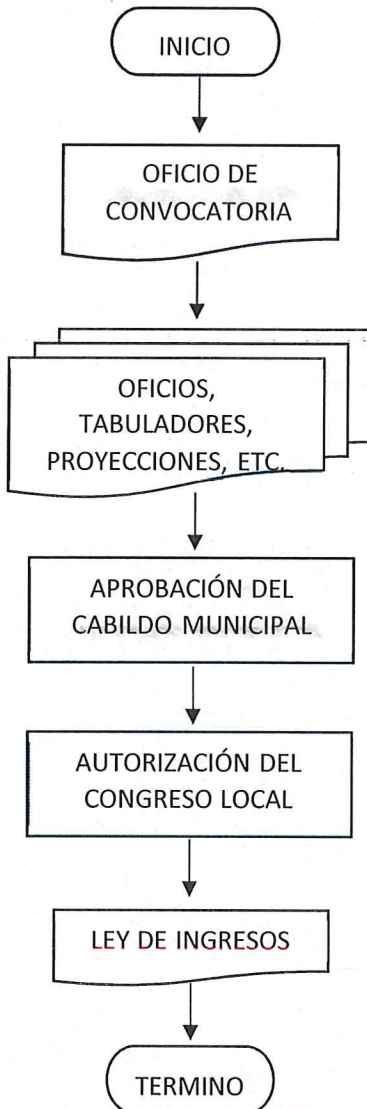 INICIO
OFICIO DE
CONVOCATORIA
OFICIOS,
TABULADORES,
PROYECCIONES, ETC.
APROBACIÓN DEL
CABILDO MUNICIPAL
AUTORIZACIÓN DEL
CONGRESO LOCAL
LEY DE INGRESOS
TERMINO